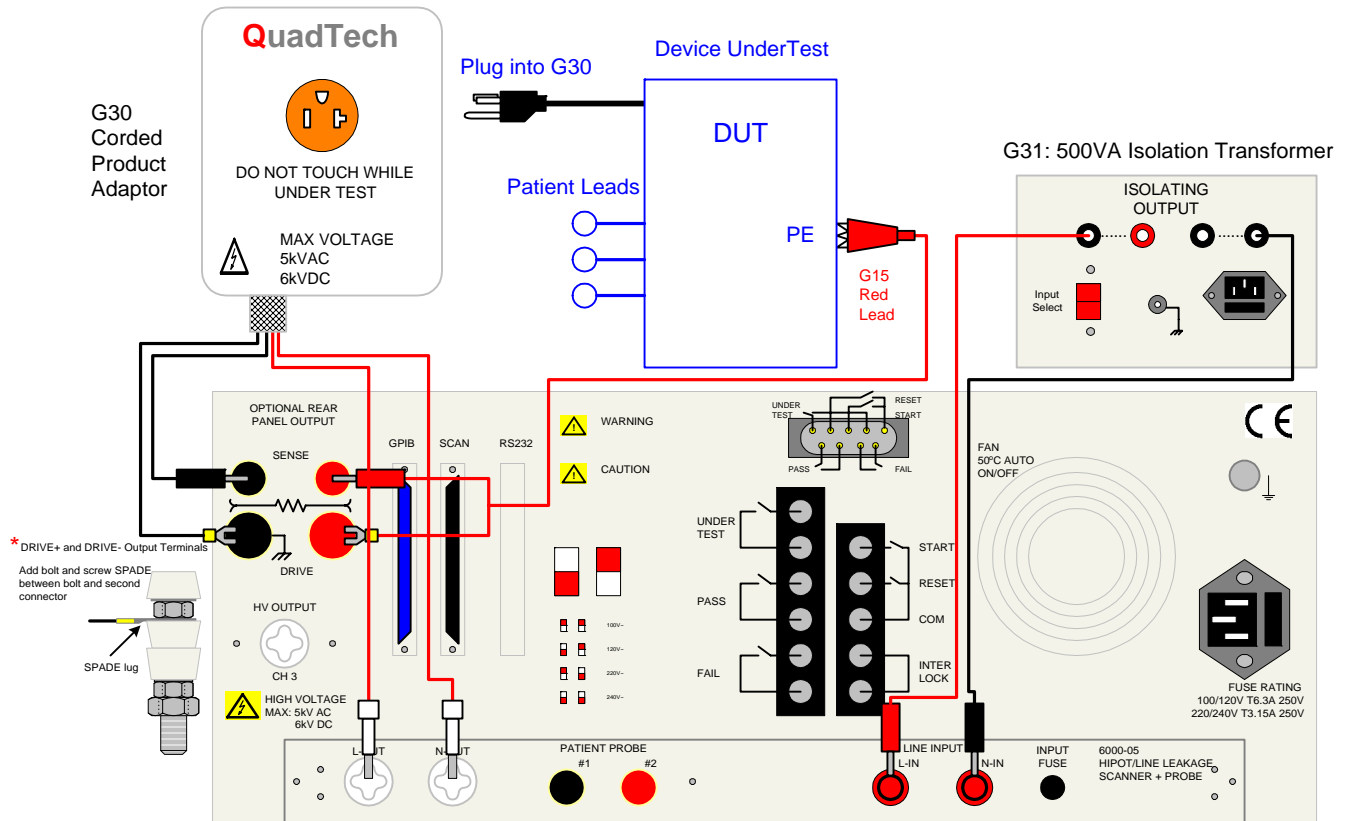 QuadTech
DO NOT TOUCH WHILE
UNDER TEST
MAX VOLTAGE
5kVAC
6kVDC
G30
Corded
Product
Adaptor
Plug into G30
Device UnderTest
DUT
Patient Leads
PE
G15
Red
Lead
G31: 500VA Isolation Transformer
ISOLATING
OUTPUT
Input
Select
OPTIONAL REAR
PANEL OUTPUT
SENSE
DRIVE
GPIB
SCAN
RS232
WARNING
CAUTION
UNDER
TEST
RESET
START
PASS
FAIL
FAN
50ºC AUTO
ON/OFF
CE
*DRIVE+ and DRIVE- Output Terminals
Add bolt and screw SPADE
between bolt and second
connector
SPADE lug
HV OUTPUT
CH 3
HIGH VOLTAGE
MAX: 5kV AC
6kV DC
100V~
120V~
220V~
240V~
UNDER
TEST
PASS
FAIL
START
RESET
COM
INTER
LOCK
FUSE RATING
100/120V T6.3A 250V
220/240V T3.15A 250V
L-OUT
N-OUT
PATIENT PROBE
#1
#2
LINE INPUT
L-IN
N-IN
INPUT
FUSE
6000-05
HIPOT/LINE LEAKAGE
SCANNER + PROBE